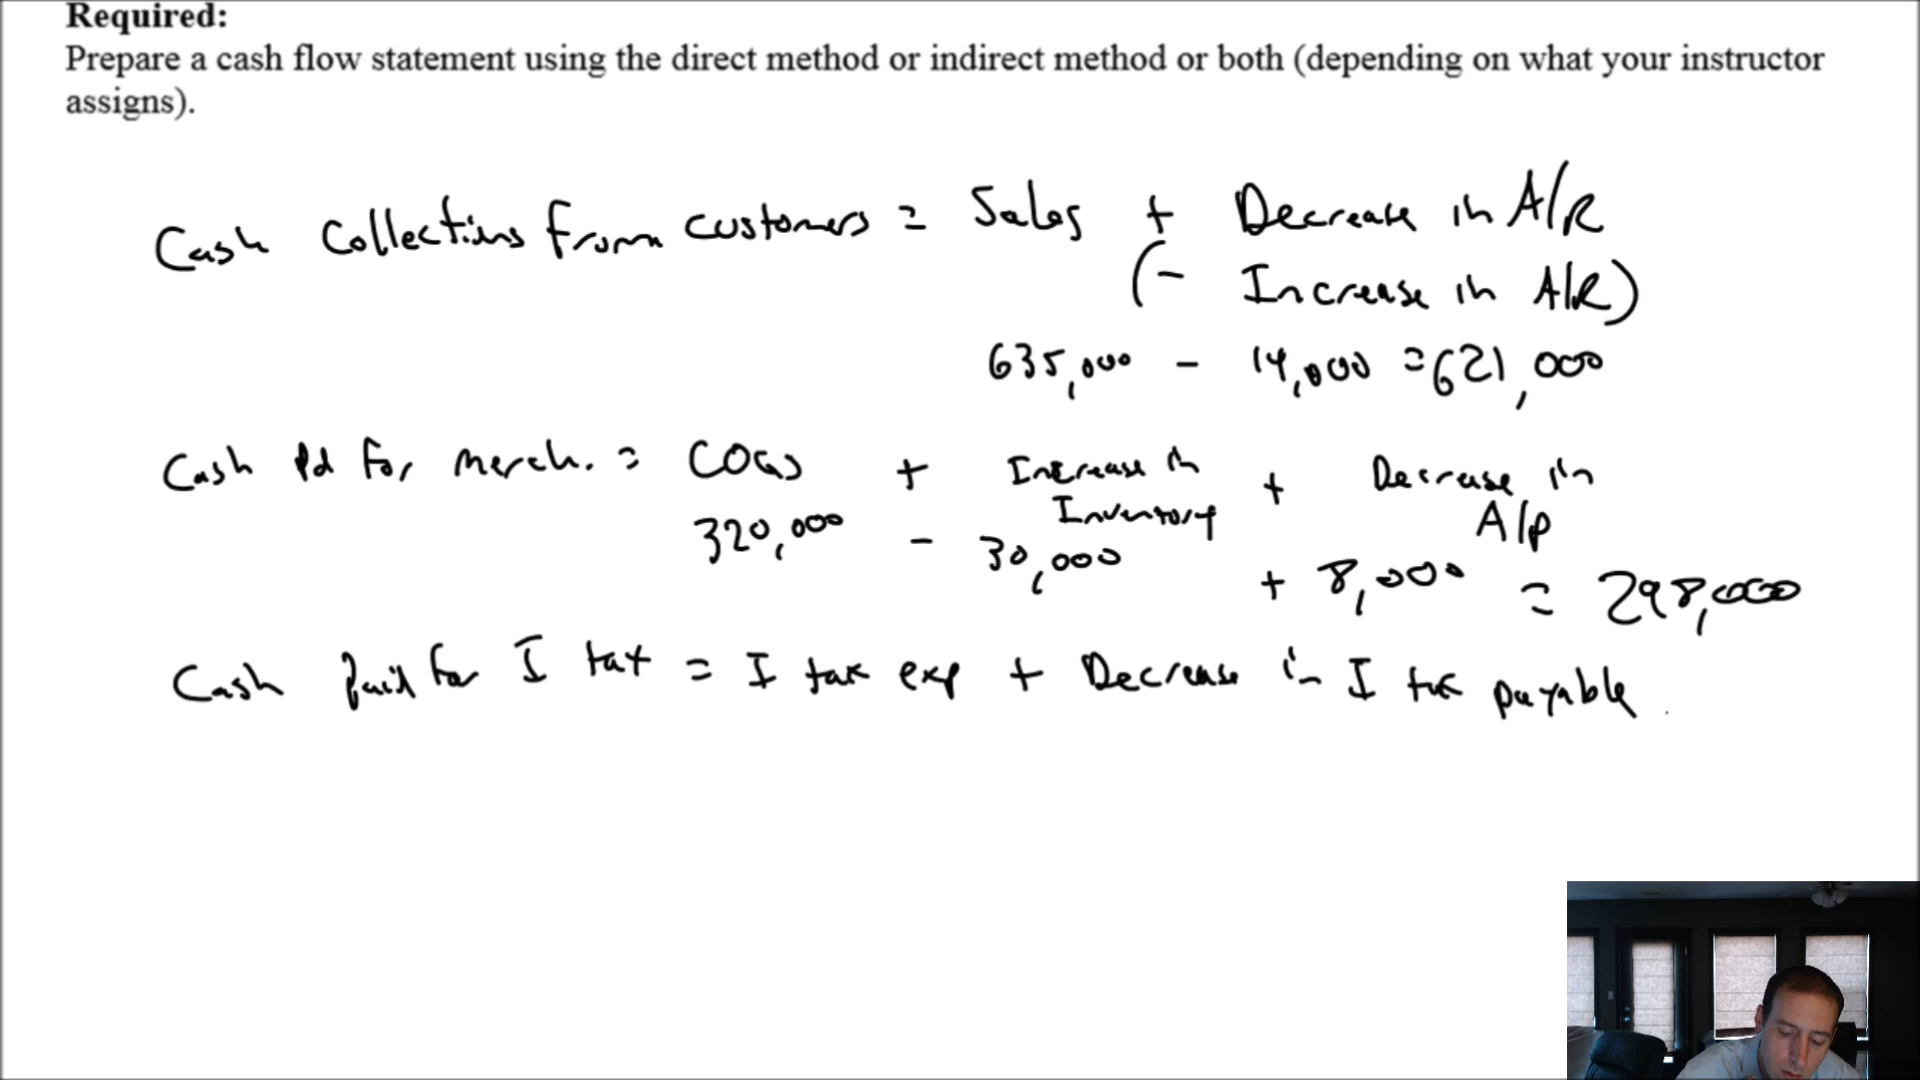 Required:
Prepare a cash flow statement using the direct method or indirect method or both (depending on what your instructor
assigns).
Cash Collections from customers = Sales + Decrease in A/R
(- Increase in A/R)
635,000 - 14,000 = 621,000
Cash Pd for merch. = COGS + Increase in Inventory + Decrease in A/P
320,000 - 30,000 + 8,000 = 298,000
Cash paid for I tax = I tax exp + Decrease in I tax payable